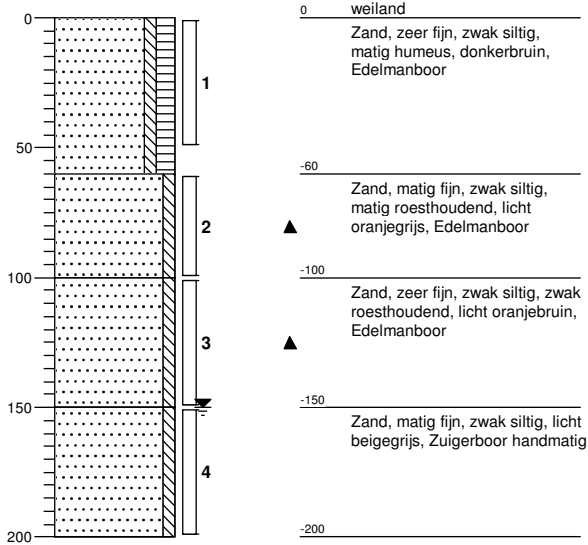 0
50
100
150
200
1
2
3
4
0 weiland
Zand, zeer fijn, zwak siltig,
matig humeus, donkerbruin,
Edelmanboor
-60
Zand, matig fijn, zwak siltig,
matig roesthoudend, licht
oranjegrijs, Edelmanboor
-100
Zand, zeer fijn, zwak siltig, zwak
roesthoudend, licht oranjebruin,
Edelmanboor
-150
Zand, matig fijn, zwak siltig, licht
beigegrijs, Zuigerboor handmatig
-200